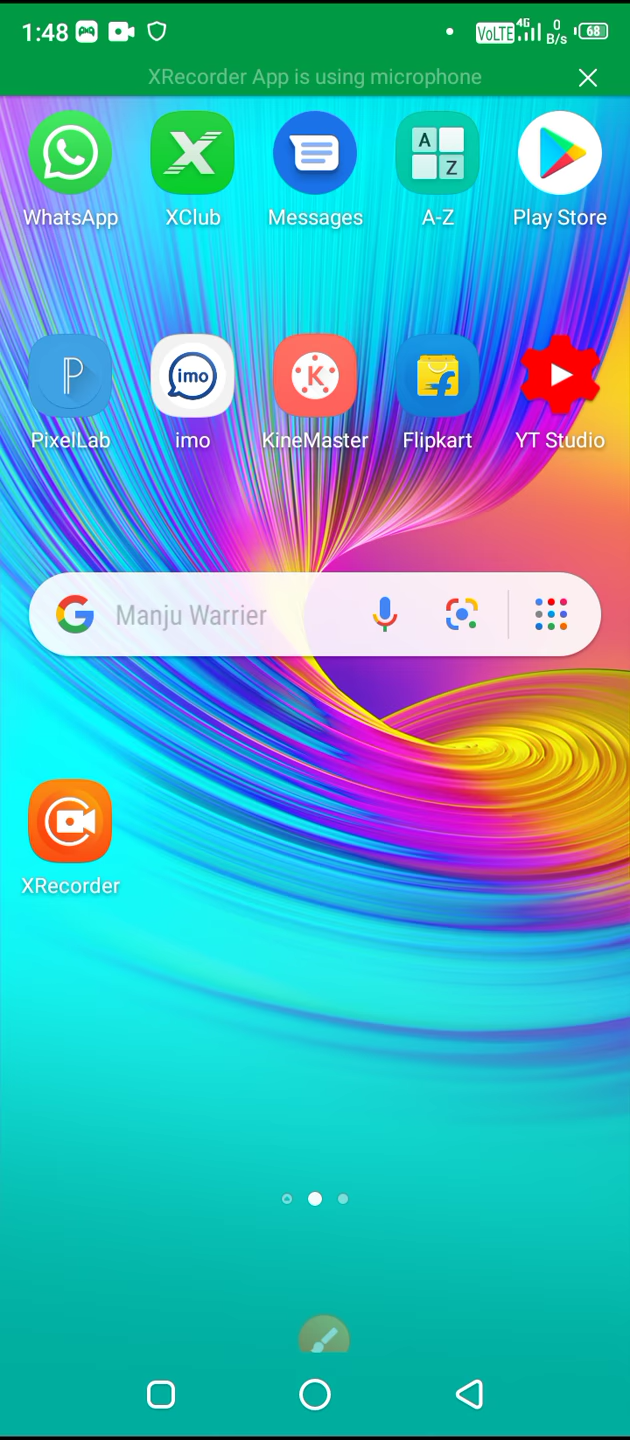 1:48 VoLTE 4G 0 B/s 68
XRecorder App is using microphone
WhatsApp XClub Messages A-Z Play Store
PixelLab imo KineMaster Flipkart YT Studio
Manju Warrier
XRecorder